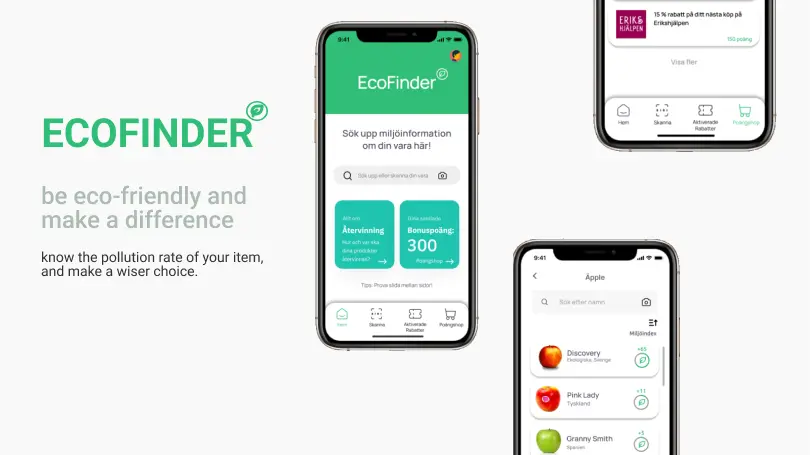 ECOFINDER
be eco-friendly and
make a difference
know the pollution rate of your item,
and make a wiser choice.
9:41
EcoFinder
Sök upp miljöinformation
om din vara här!
Sök upp eller skanna din vara
Allt om
Återvinning
Hur och var ska
dina produkter
återvinnas?
Dina samlade
Bonuspoäng:
300
Poängshop
Tips: Prova slida mellan sidor!
Hem
Skanna
Aktiverade
Rabatter
Poängshop
ERIKS
HJÄLPEN
15 % rabatt på ditt nästa köp på
Erikshjälpen
150 poäng
Visa fler
Hem
Skanna
Aktiverade
Rabatter
Poängshop
9:41
Äpple
Sök efter namn
Miljöindex
Discovery
Ekologiska, Sverige
+65
Pink Lady
Tyskland
+11
Granny Smith
Spanien
+5